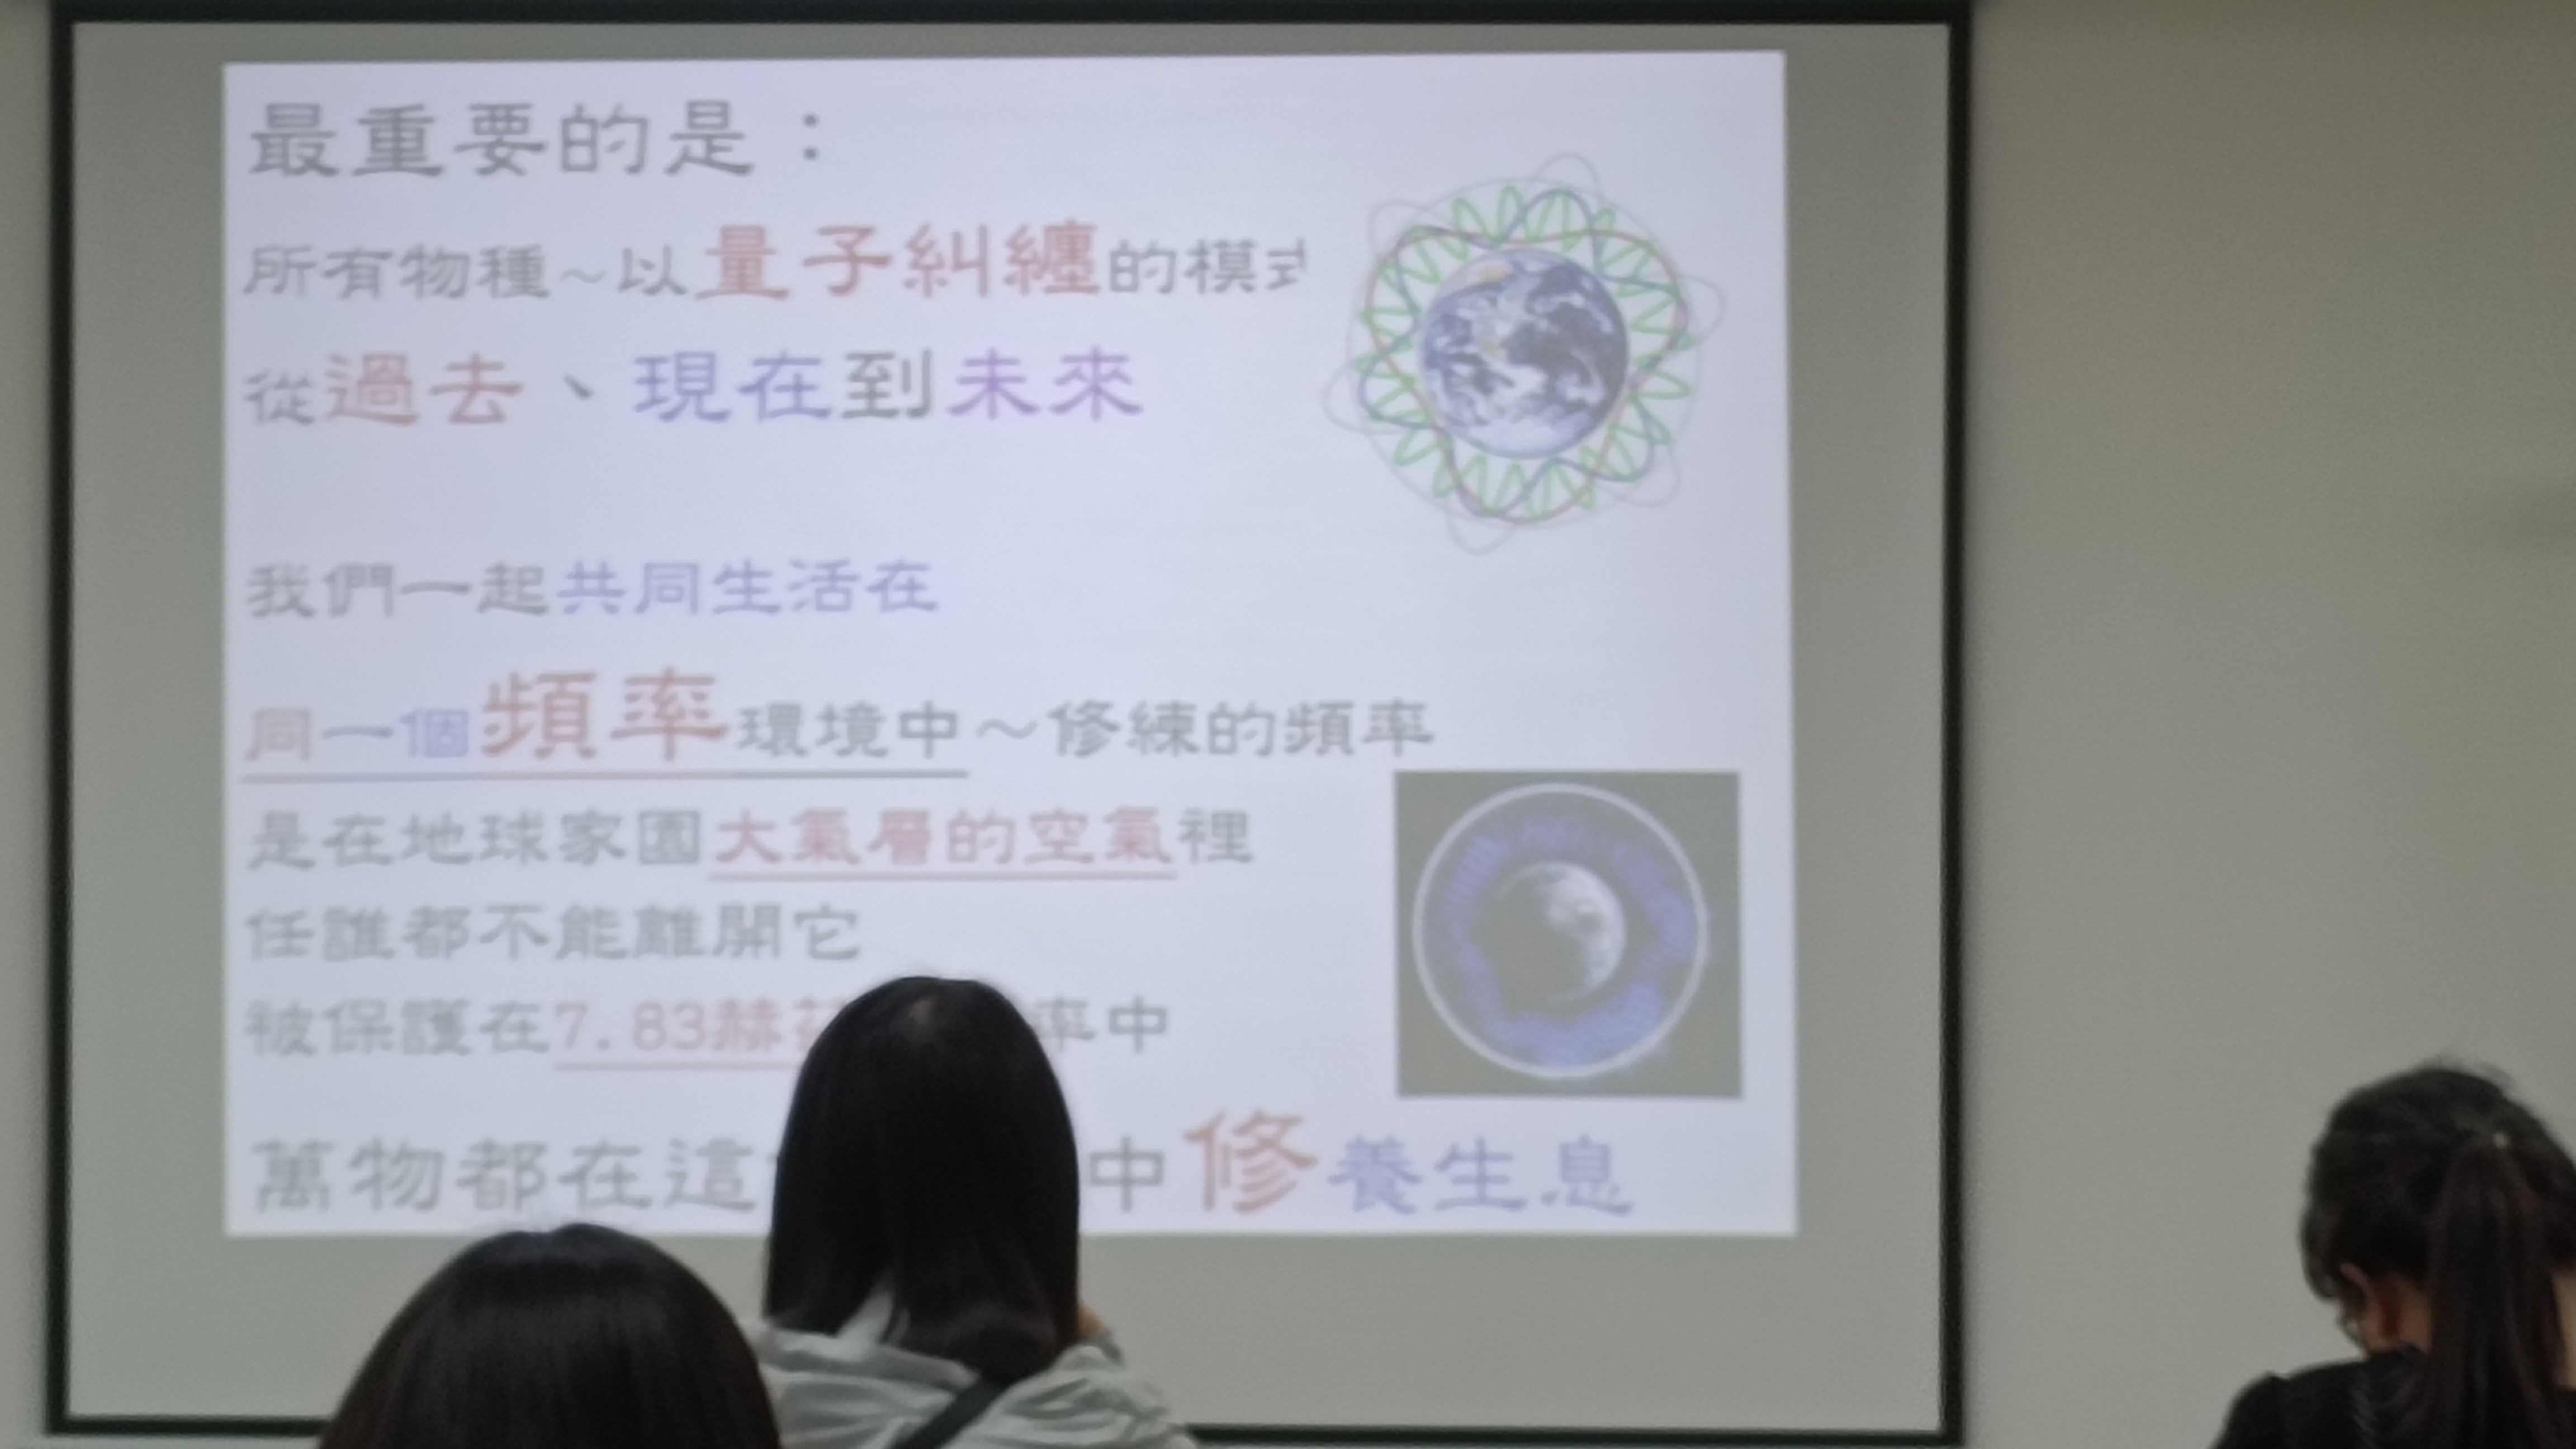 最重要的是：
所有物種~以量子糾纏的模式
從過去、現在到未來
我們一起共同生活在
同一個頻率環境中~修練的頻率
是在地球家園大氣層的空氣裡
任誰都不能離開它
被保護在7.83赫 率中
萬物都在這 中修養生息